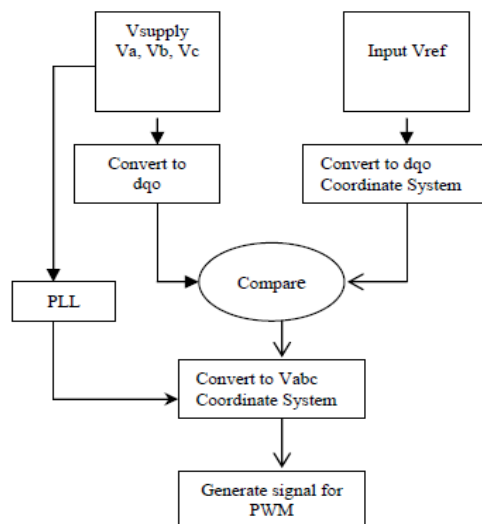 Vsupply
Va, Vb, Vc
Input Vref
Convert to
dqo
Convert to dqo
Coordinate System
Compare
PLL
Convert to Vabc
Coordinate System
Generate signal for
PWM